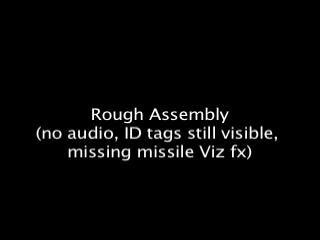 Rough Assembly
(no audio, ID tags still visible,
missing missile Viz fx)